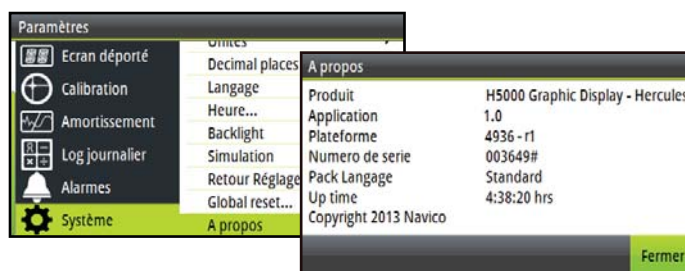 Paramètres
Ecran déporté
Calibration
Amortissement
Log journalier
Alarmes
Système
Unités
Decimal places
Langage
Heure...
Backlight
Simulation
Retour Réglage
Global reset...
A propos
A propos
Produit H5000 Graphic Display - Hercules
Application 1.0
Plateforme 4936 - r1
Numero de serie 003649#
Pack Langage Standard
Up time 4:38:20 hrs
Copyright 2013 Navico
Fermer